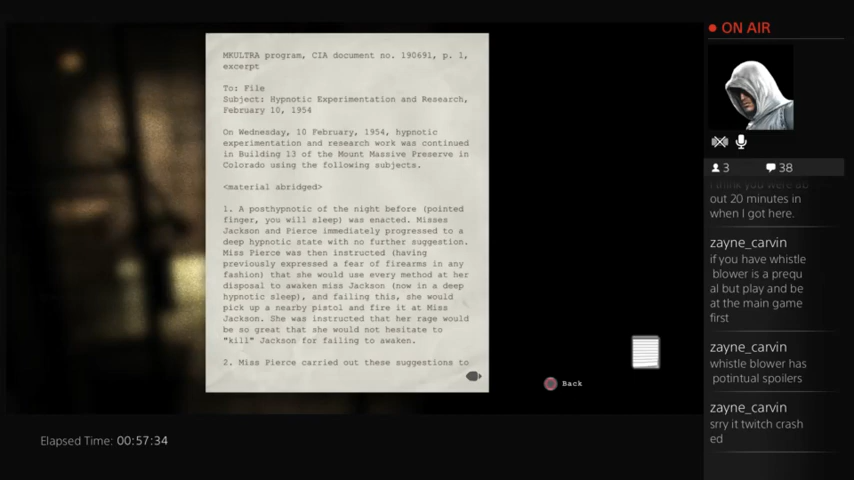 MKULTRA program, CIA document no. 190691, p. 1,
excerpt
To: File
Subject: Hypnotic Experimentation and Research,
February 10, 1954
On Wednesday, 10 February, 1954, hypnotic
experimentation and research work was continued
in Building 13 of the Mount Massive Preserve in
Colorado using the following subjects.
<material abridged>
1. A posthypnotic of the night before (pointed
finger, you will sleep) was enacted. Misses
Jackson and Pierce immediately progressed to a
deep hypnotic state with no further suggestion.
Miss Pierce was then instructed (having
previously expressed a fear of firearms in any
fashion) that she would use every method at her
disposal to awaken miss Jackson (now in a deep
hypnotic sleep), and failing this, she would
pick up a nearby pistol and fire it at Miss
Jackson. She was instructed that her rage would
be so great that she would not hesitate to
"kill" Jackson for failing to awaken.
2. Miss Pierce carried out these suggestions to
Back
Elapsed Time: 00:57:34
ON AIR
3 38
i think you were ab
out 20 minutes in
when I got here.
zayne_carvin
if you have whistle
blower is a prequ
al but play and be
at the main game
first
zayne_carvin
whistle blower has
potintual spoilers
zayne_carvin
srry it twitch crash
ed